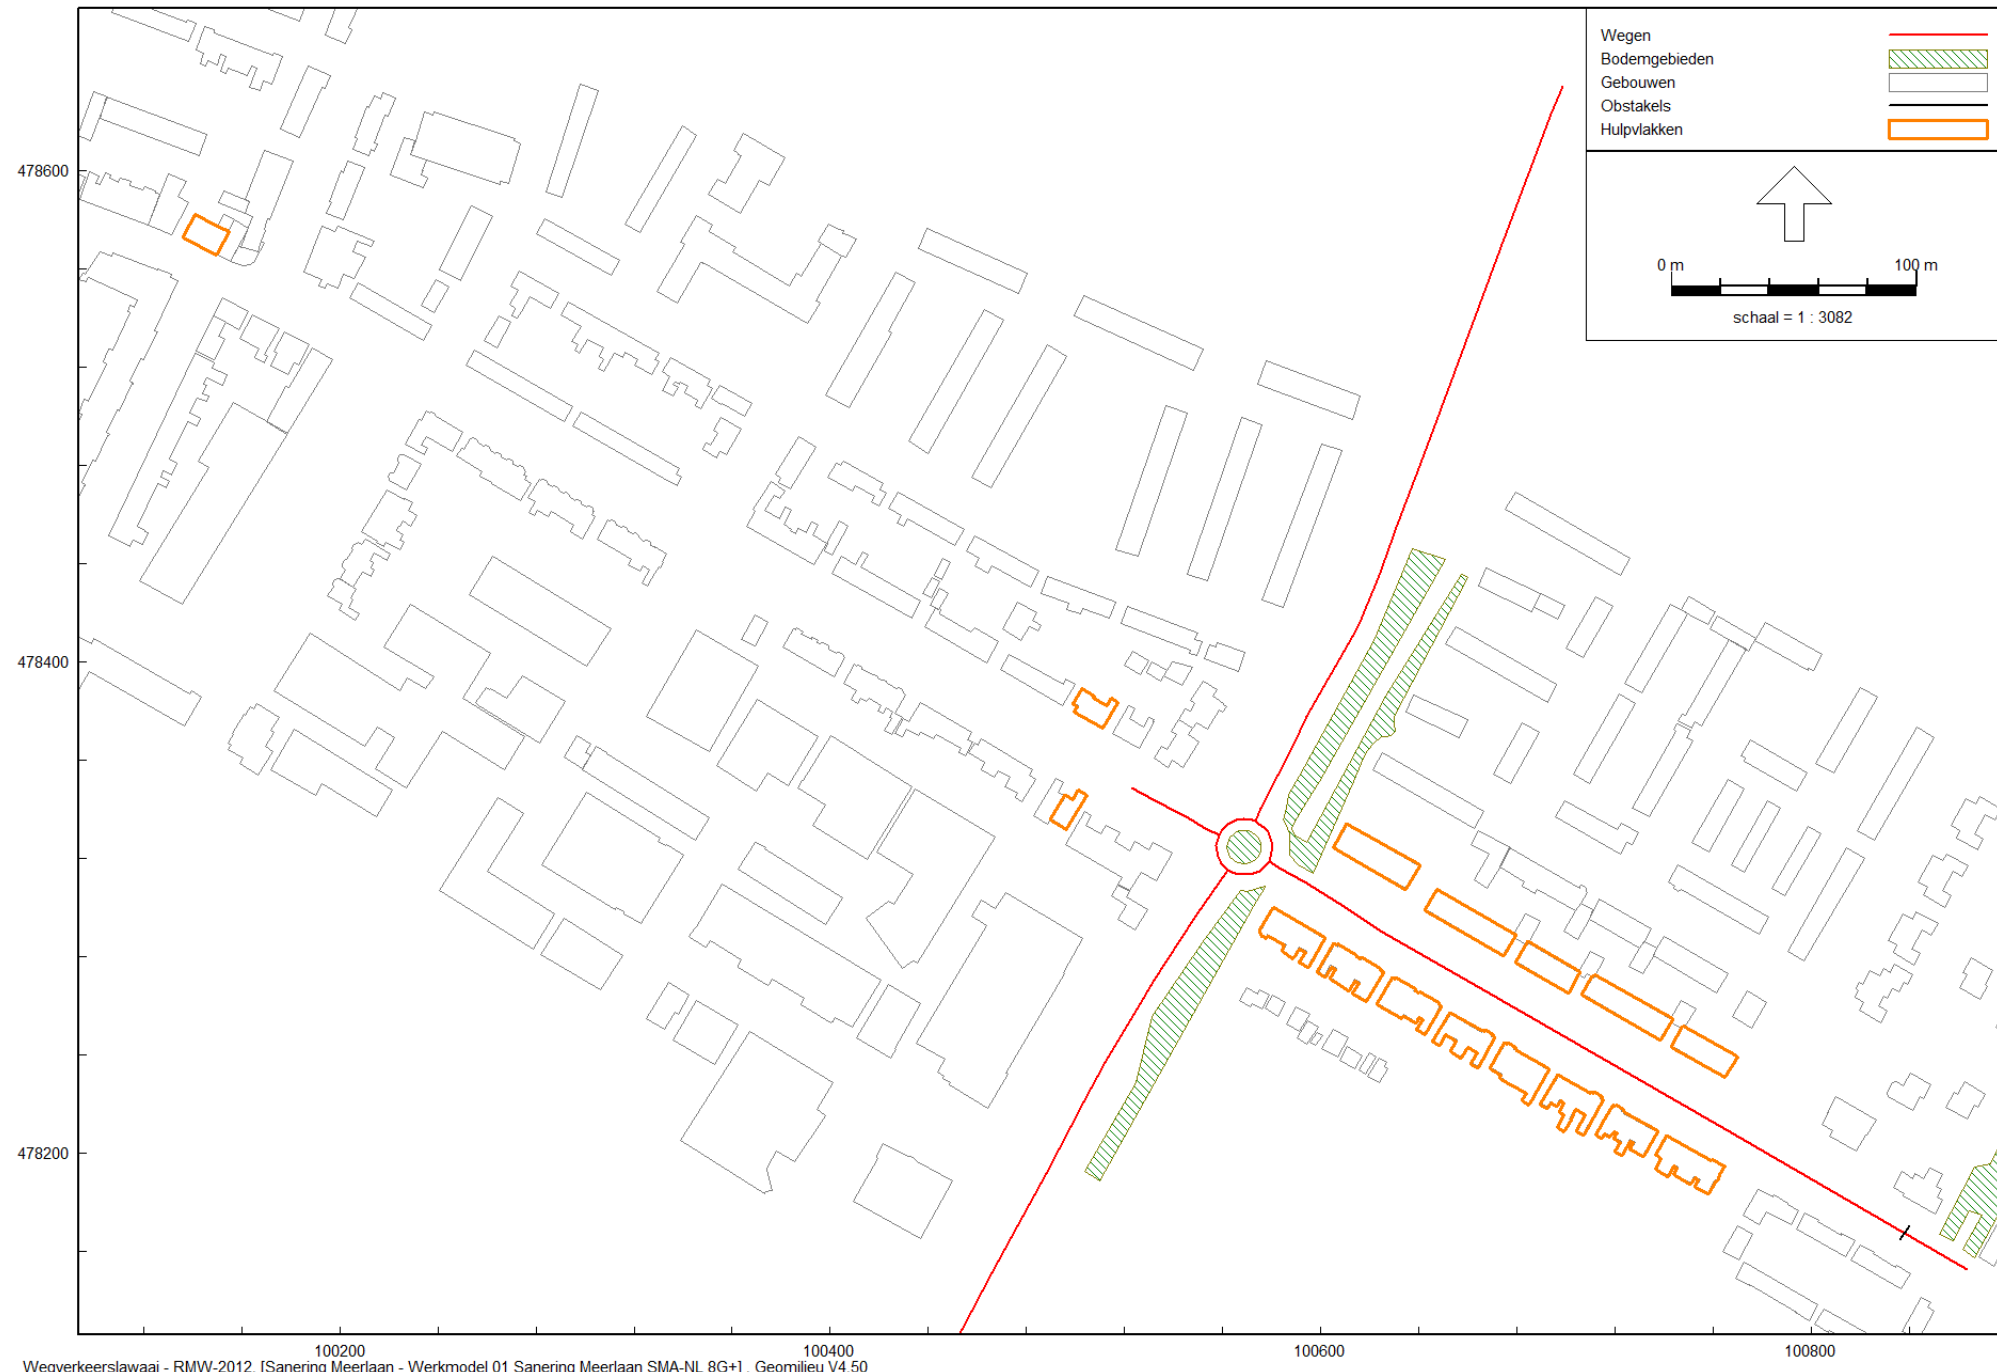 Wegen
Bodemgebieden
Gebouwen
Obstakels
Hulpvlakken
0 m 100 m
schaal = 1 : 3082
478600
478400
478200
100200 100400 100600 100800
Wegverkeerslawaai - RMW-2012, [Sanering Meerlaan - Werkmodel 01 Sanering Meerlaan SMA-NL 8G+] , Geomilieu V4.50